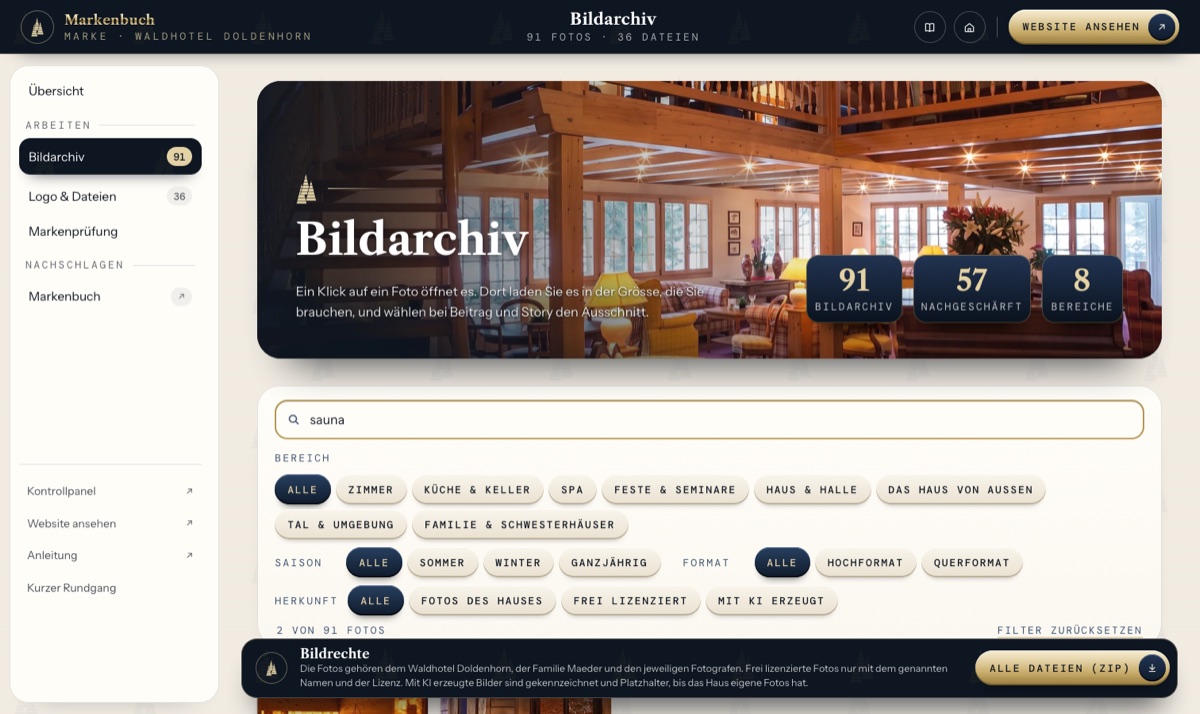 Markenbuch
MARKE · WALDHOTEL DOLDENHORN
Bildarchiv
91 FOTOS · 36 DATEIEN
WEBSITE ANSEHEN
Übersicht
ARBEITEN
Bildarchiv 91
Logo & Dateien 36
Markenprüfung
NACHSCHLAGEN
Markenbuch
Kontrollpanel
Website ansehen
Anleitung
Kurzer Rundgang
Bildarchiv
Ein Klick auf ein Foto öffnet es. Dort laden Sie es in der Grösse, die Sie
brauchen, und wählen bei Beitrag und Story den Ausschnitt.
91
BILDARCHIV
57
NACHGESCHÄRFT
8
BEREICHE
sauna
BEREICH
ALLE ZIMMER KÜCHE & KELLER SPA FESTE & SEMINARE HAUS & HALLE DAS HAUS VON AUSSEN
TAL & UMGEBUNG FAMILIE & SCHWESTERHÄUSER
SAISON ALLE SOMMER WINTER GANZJÄHRIG FORMAT ALLE HOCHFORMAT QUERFORMAT
HERKUNFT ALLE FOTOS DES HAUSES FREI LIZENZIERT MIT KI ERZEUGT
2 VON 91 FOTOS FILTER ZURÜCKSETZEN
Bildrechte
Die Fotos gehören dem Waldhotel Doldenhorn, der Familie Maeder und den jeweiligen Fotografen. Frei lizenzierte Fotos nur mit dem genannten
Namen und der Lizenz. Mit KI erzeugte Bilder sind gekennzeichnet und Platzhalter, bis das Haus eigene Fotos hat.
ALLE DATEIEN (ZIP)